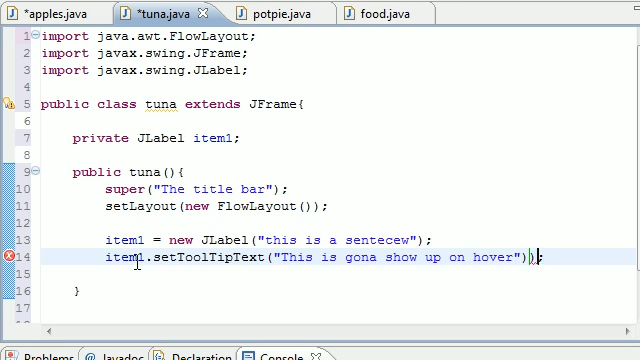 *apples.java *tuna.java potpie.java food.java
1 import java.awt.FlowLayout;
2 import javax.swing.JFrame;
3 import javax.swing.JLabel;
4
5 public class tuna extends JFrame{
6
7 private JLabel item1;
8
9 public tuna(){
10 super("The title bar");
11 setLayout(new FlowLayout());
12
13 item1 = new JLabel("this is a sentecew");
14 item1.setToolTipText("This is gona show up on hover"));
15
16 }
17
18
Problems @ Javadoc Declaration Console